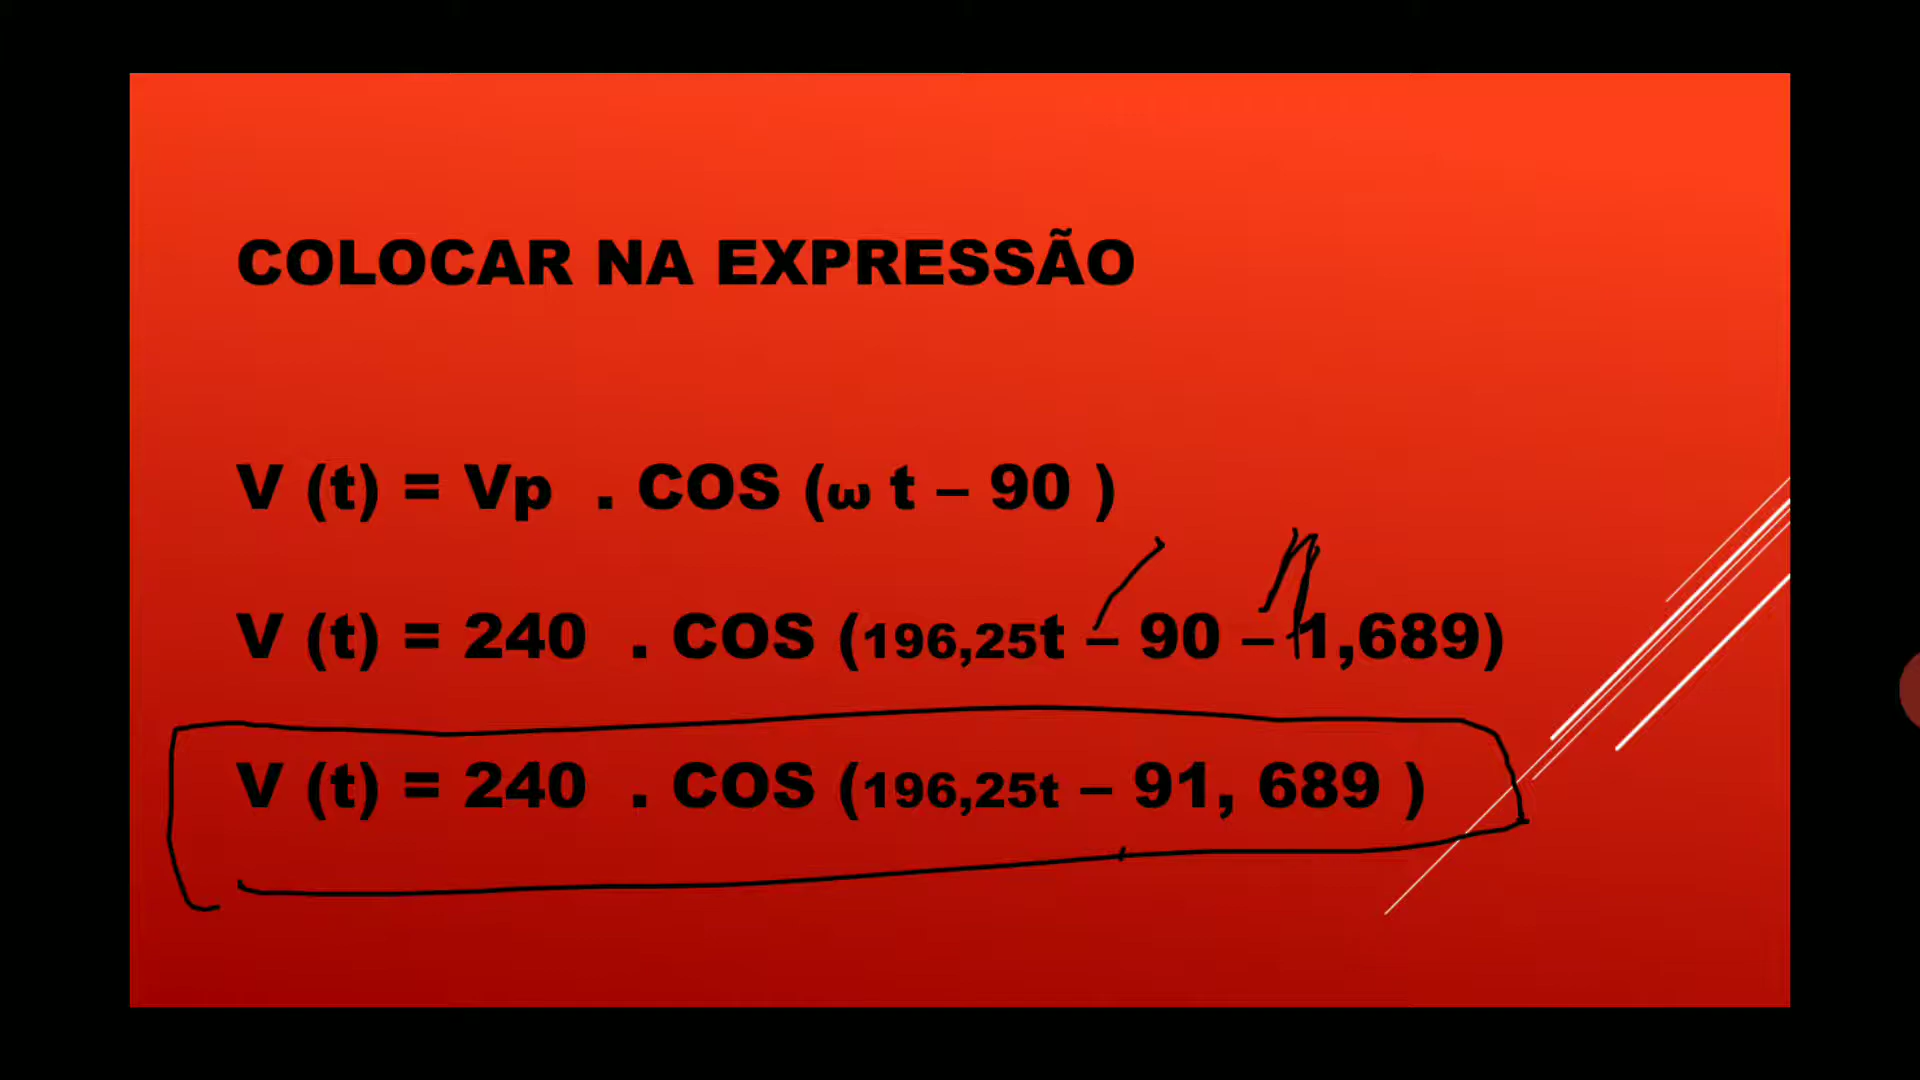 COLOCAR NA EXPRESSÃO
V (t) = Vp . COS (ω t – 90 )
V (t) = 240 . COS (196,25t – 90 – 1,689)
V (t) = 240 . COS (196,25t – 91, 689 )